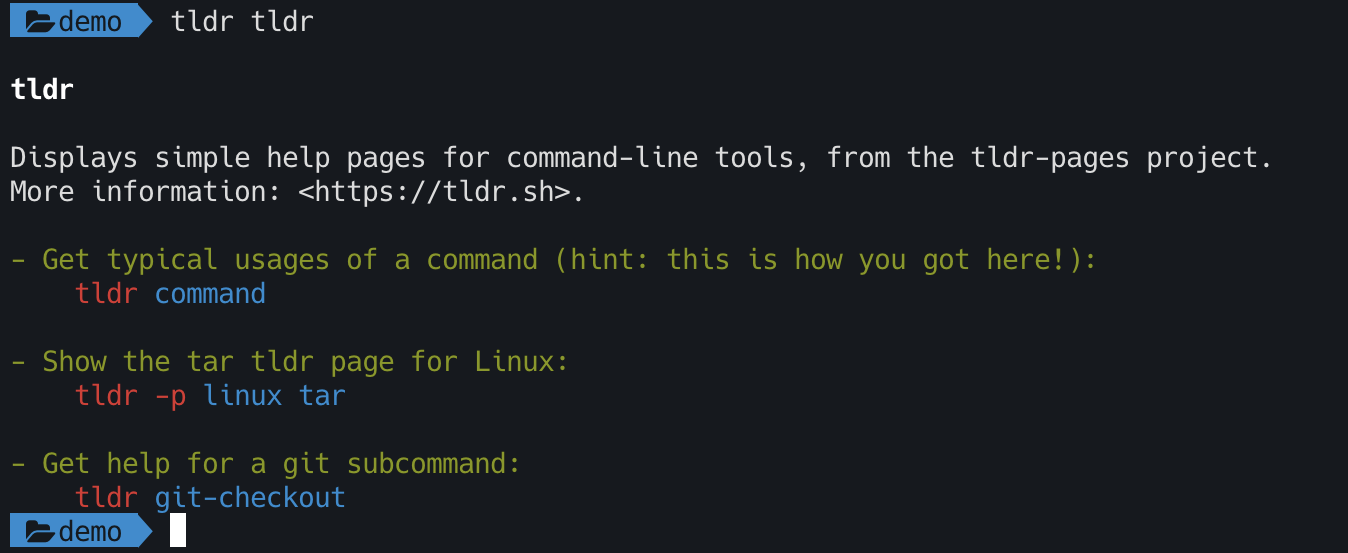 demo tldr tldr
tldr
Displays simple help pages for command-line tools, from the tldr-pages project.
More information: <https://tldr.sh>.
- Get typical usages of a command (hint: this is how you got here!):
tldr command
- Show the tar tldr page for Linux:
tldr -p linux tar
- Get help for a git subcommand:
tldr git-checkout
demo